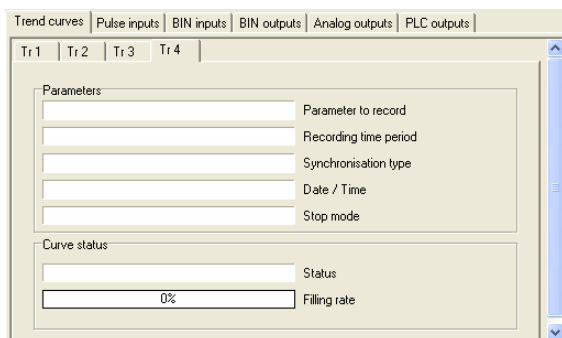 Trend curves Pulse inputs BIN inputs BIN outputs Analog outputs PLC outputs
Tr 1 Tr 2 Tr 3 Tr 4
Parameters
Parameter to record
Recording time period
Synchronisation type
Date / Time
Stop mode
Curve status
Status
0% Filling rate